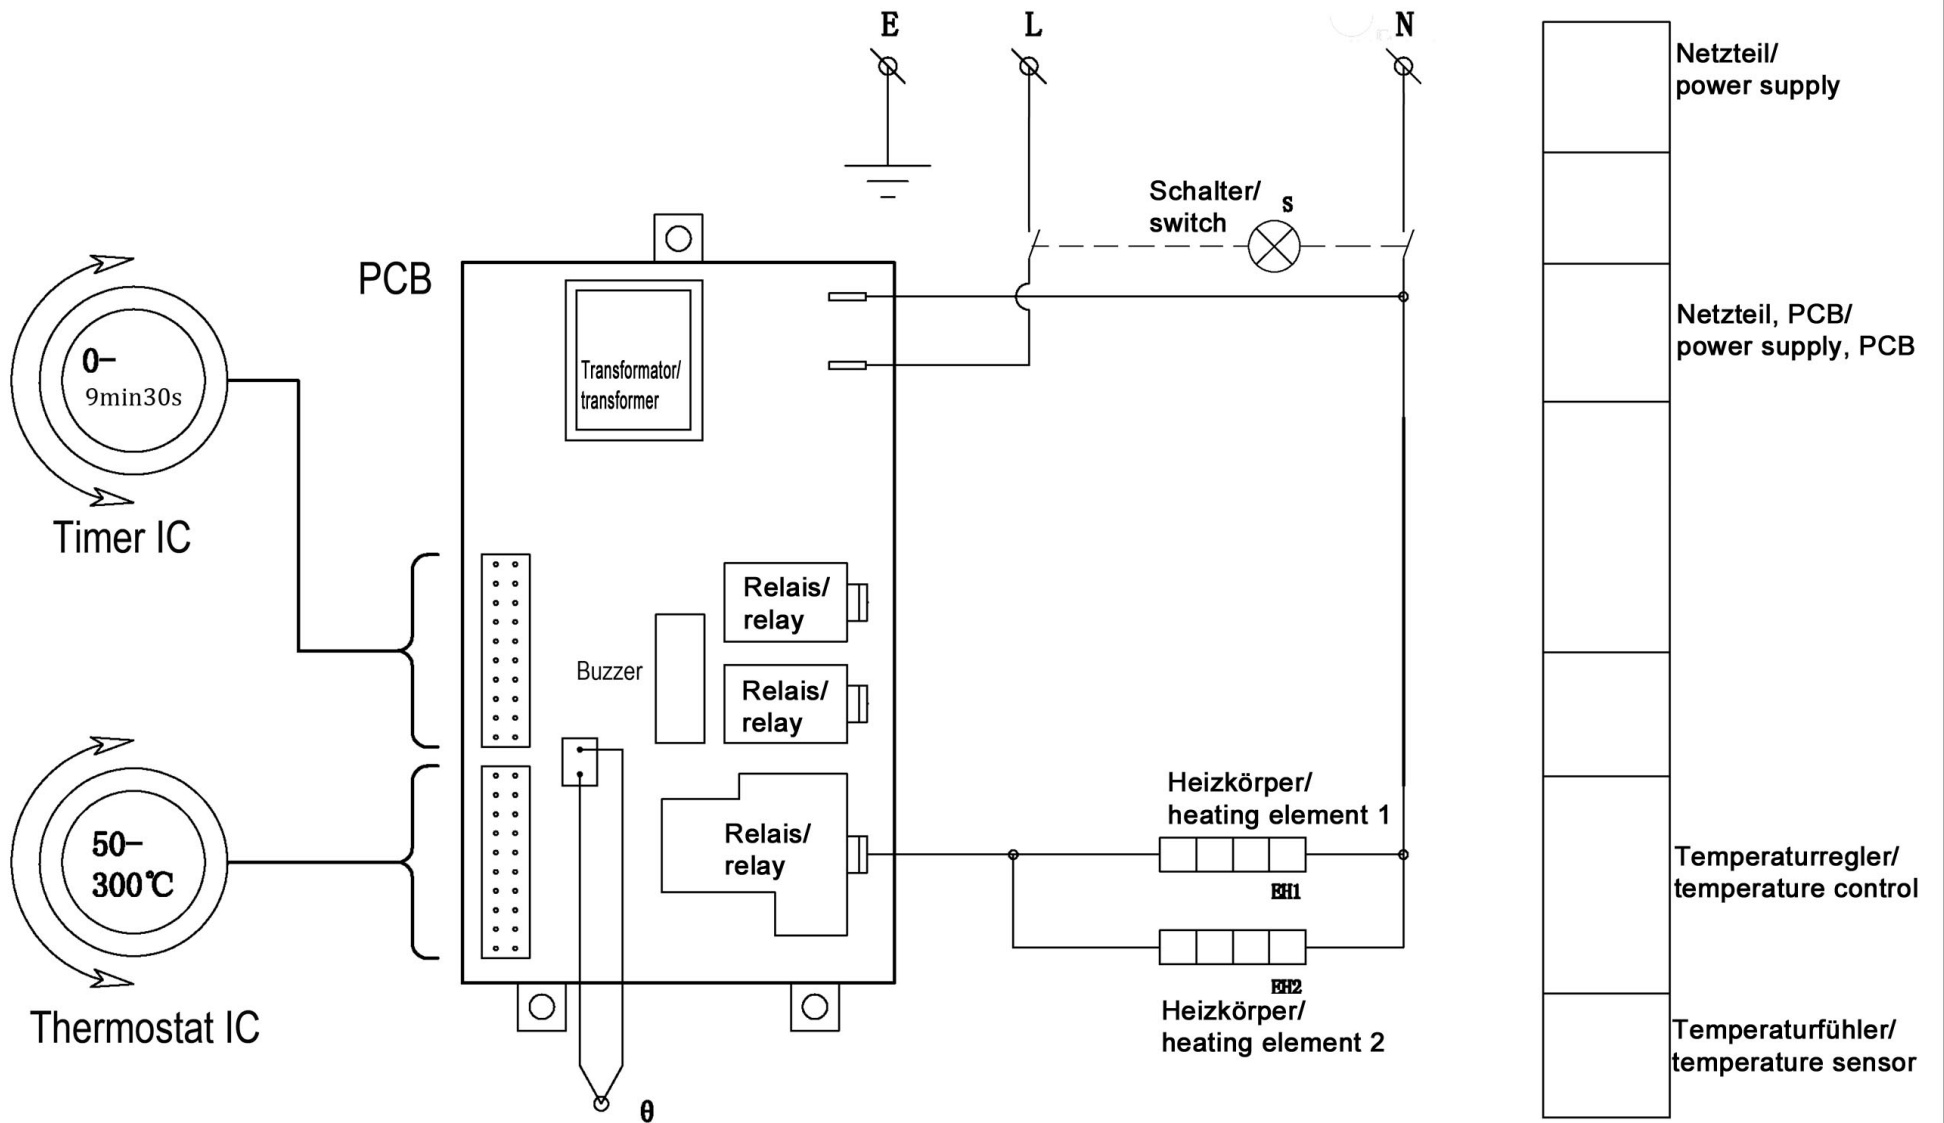 E
L
N
Netzteil/
power supply
Schalter/
switch
S
PCB
Netzteil, PCB/
power supply, PCB
0-
9min30s
Transformator/
transformer
Timer IC
Relais/
relay
Buzzer
Relais/
relay
Heizkörper/
heating element 1
50-
300℃
Relais/
relay
EH1
Temperaturregler/
temperature control
EH2
Heizkörper/
heating element 2
Thermostat IC
Temperaturfühler/
temperature sensor
θ